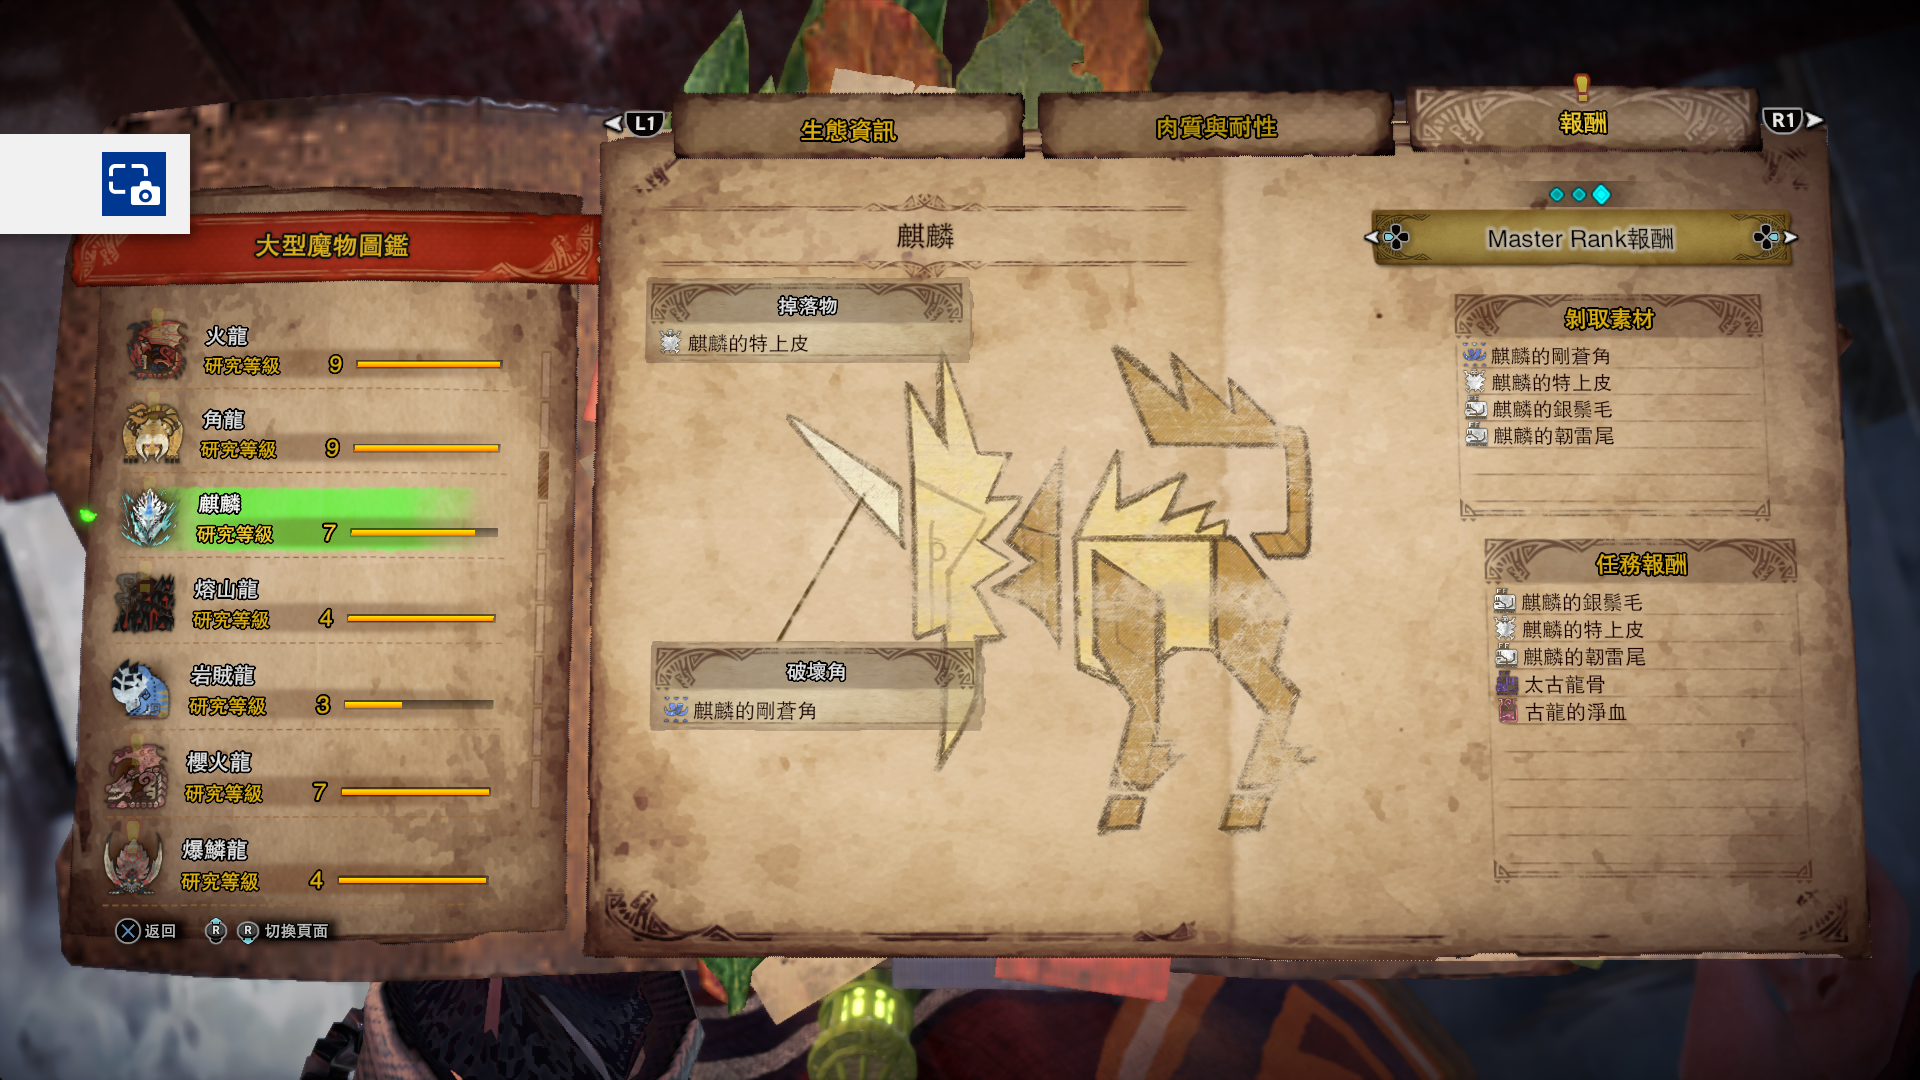 L1
生態資訊
肉質與耐性
報酬
R1
大型魔物圖鑑
火龍
研究等級 9
角龍
研究等級 9
麒麟
研究等級 7
熔山龍
研究等級 4
岩賊龍
研究等級 3
櫻火龍
研究等級 7
爆鱗龍
研究等級 4
返回 R R 切換頁面
麒麟
掉落物
麒麟的特上皮
破壞角
麒麟的剛蒼角
Master Rank報酬
剝取素材
麒麟的剛蒼角
麒麟的特上皮
麒麟的銀鬃毛
麒麟的韌雷尾
任務報酬
麒麟的銀鬃毛
麒麟的特上皮
麒麟的韌雷尾
太古龍骨
古龍的淨血